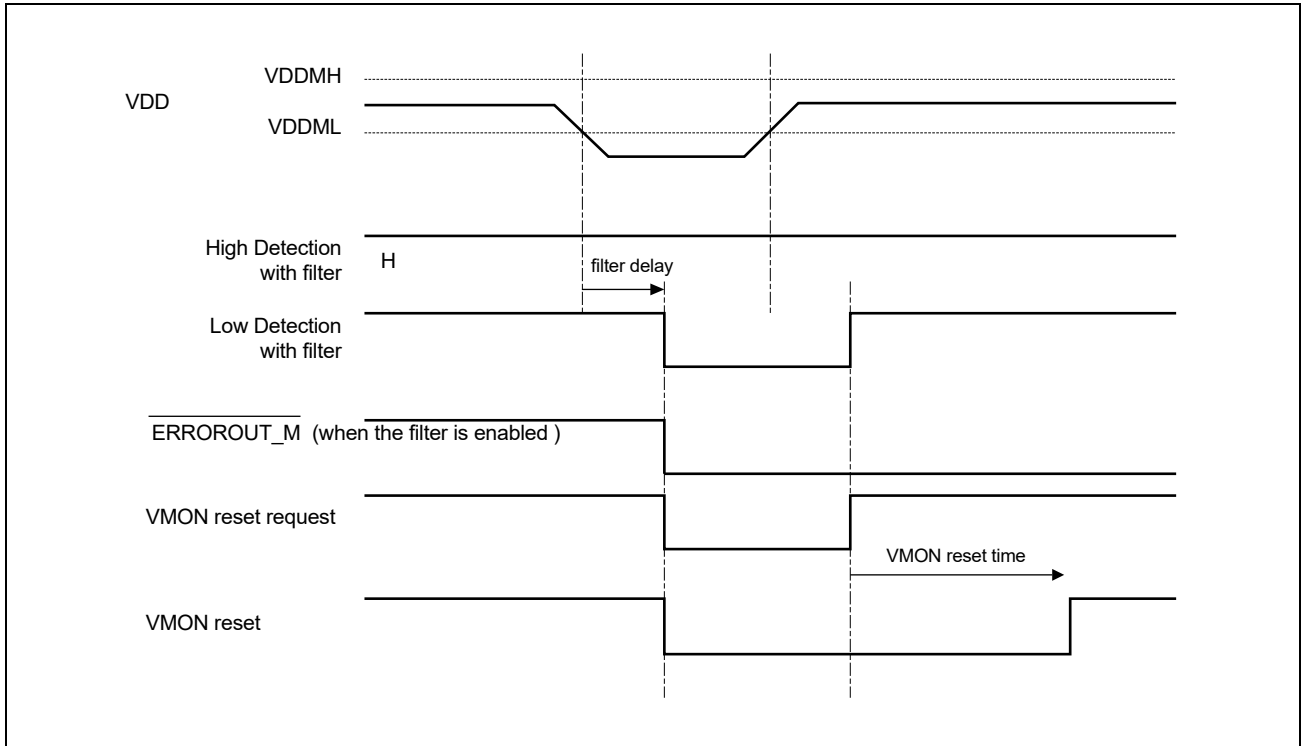 VDDMH
VDD
VDDML
High Detection
with filter
H
filter delay
Low Detection
with filter
ERROROUT_M (when the filter is enabled )
VMON reset request
VMON reset time
VMON reset